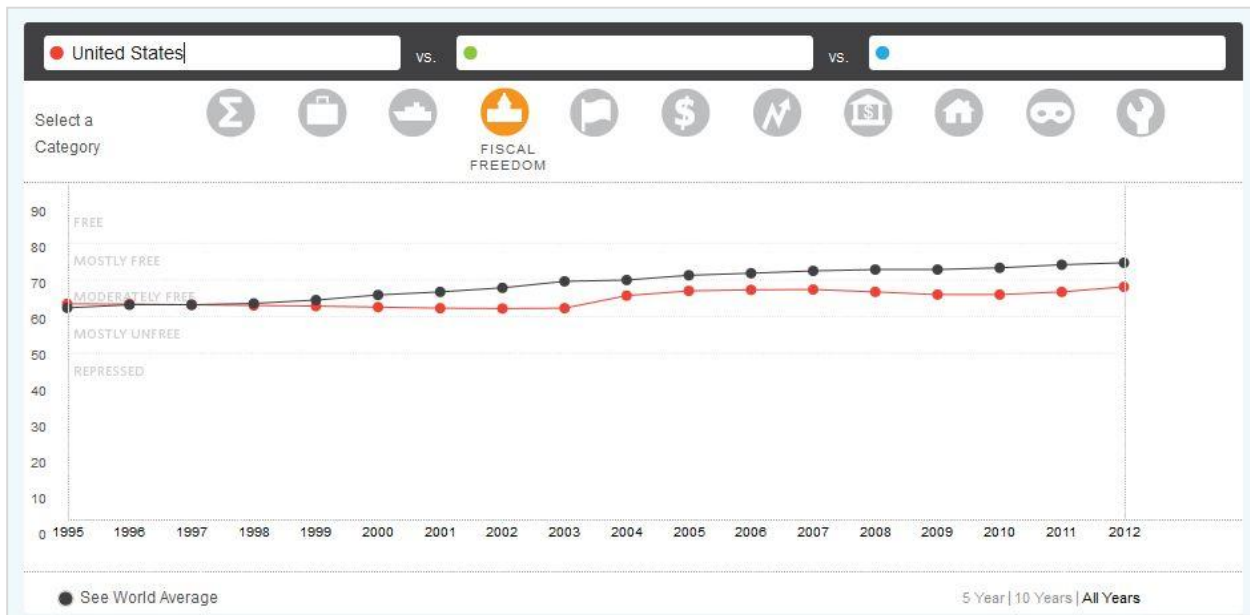 United States vs. vs.
Select a
Category
FISCAL
FREEDOM
90
FREE
80
MOSTLY FREE
70
MODERATELY FREE
60
MOSTLY UNFREE
50
REPRESSED
40
30
20
10
0 1995 1996 1997 1998 1999 2000 2001 2002 2003 2004 2005 2006 2007 2008 2009 2010 2011 2012
See World Average 5 Year | 10 Years | All Years